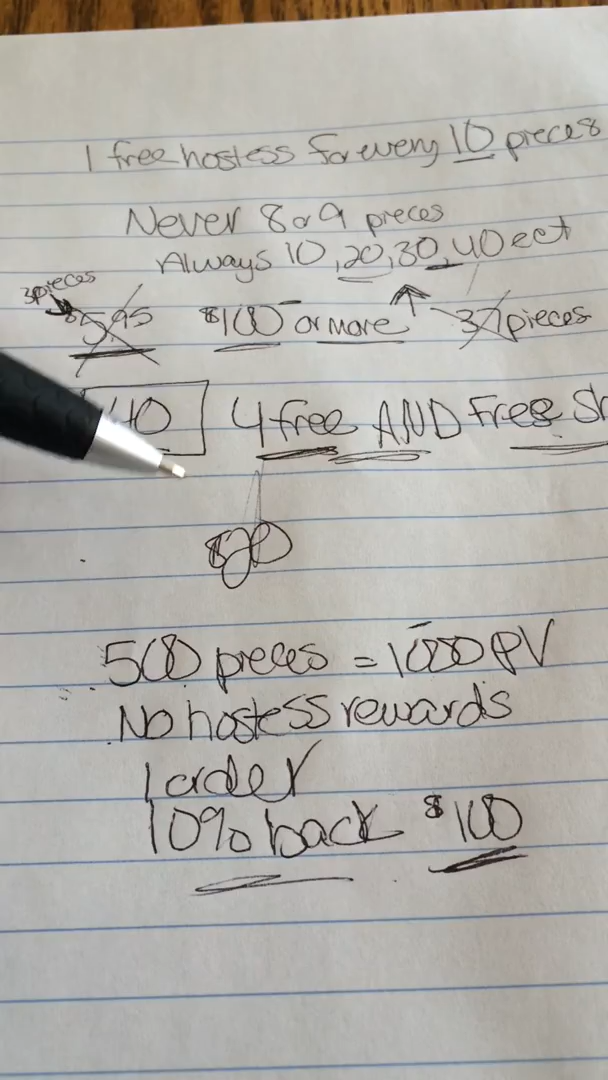 1 free hostess for every 10 pieces
Never 8 or 9 pieces
Always 10, 20, 30, 40 ect
3 pieces
$5.95 $100 or more 37 pieces
40 4 free AND Free Sh
$20
500 pieces = 1000 PV
No hostess rewards
1 order
10% back $100